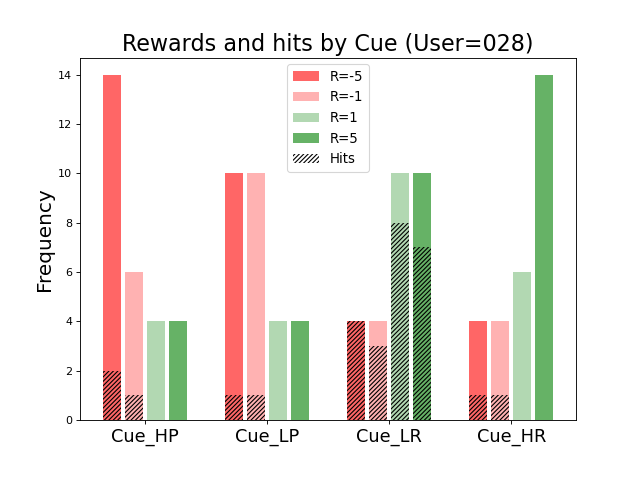 Rewards and hits by Cue (User=028)
R=-5
R=-1
R=1
R=5
Hits
Frequency
14
12
10
8
6
4
2
0
Cue_HP
Cue_LP
Cue_LR
Cue_HR